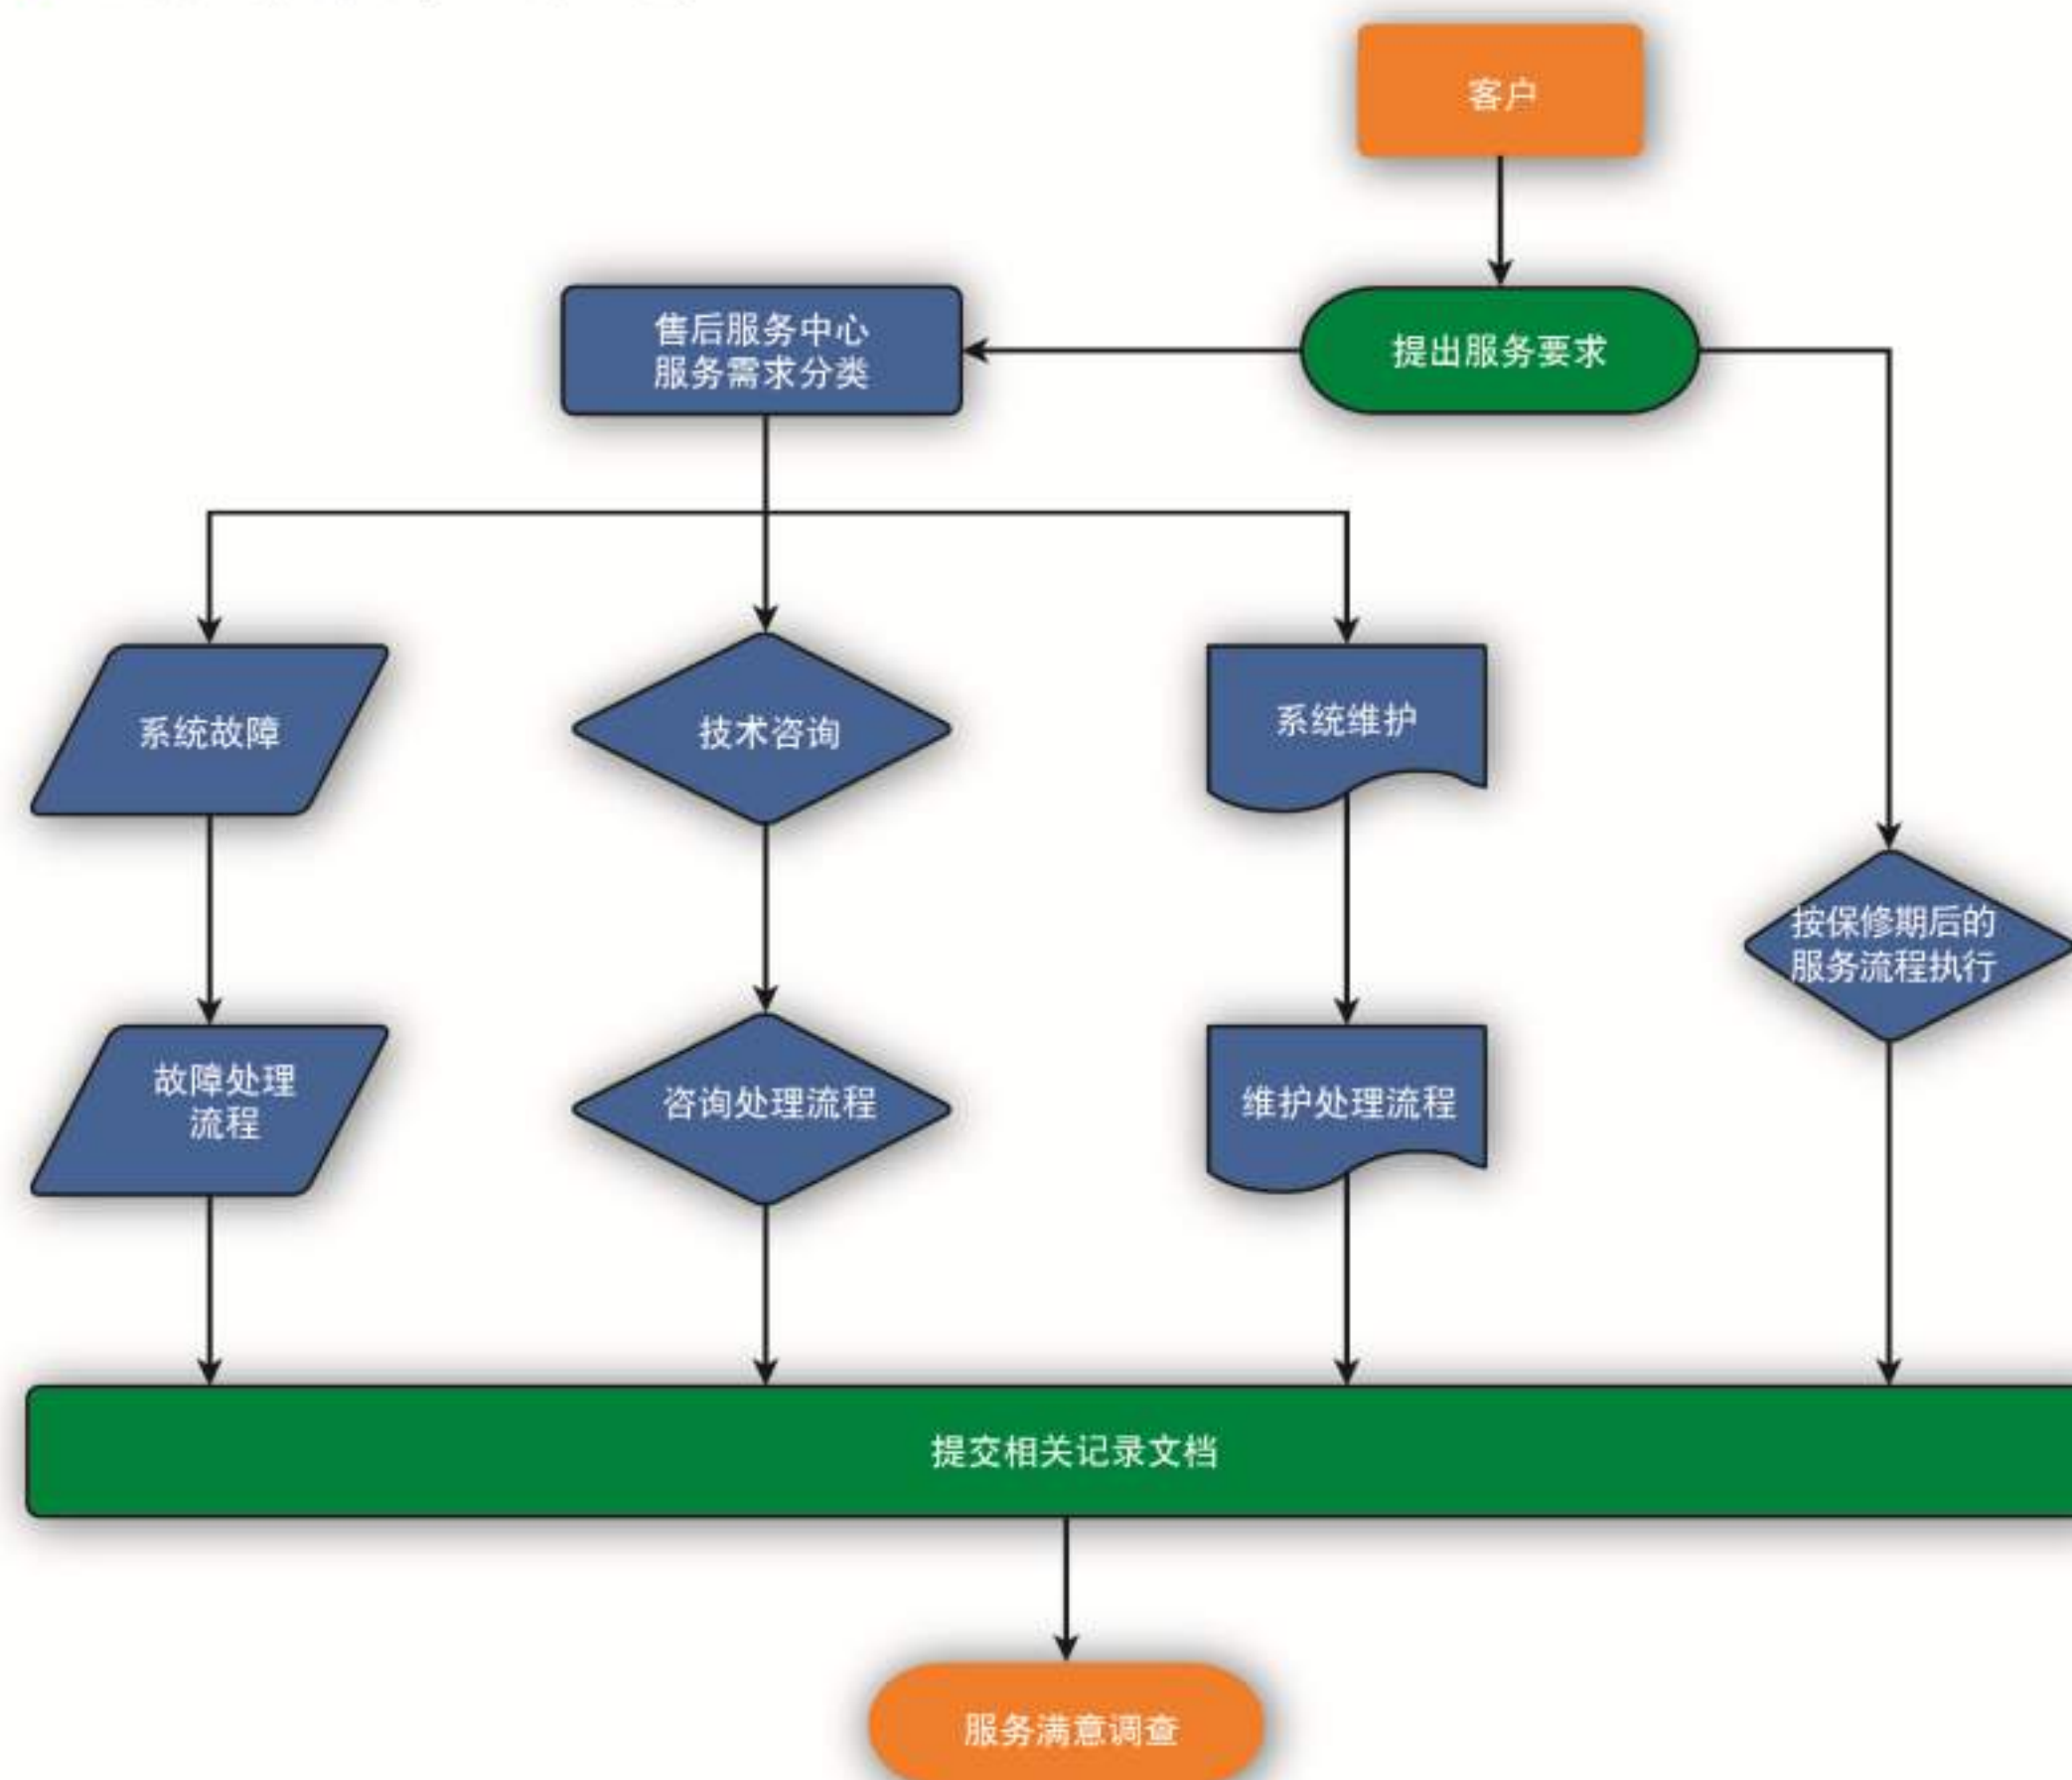 客户
提出服务要求
售后服务中心
服务需求分类
系统故障
技术咨询
系统维护
按保修期后的
服务流程执行
故障处理
流程
咨询处理流程
维护处理流程
提交相关记录文档
服务满意调查